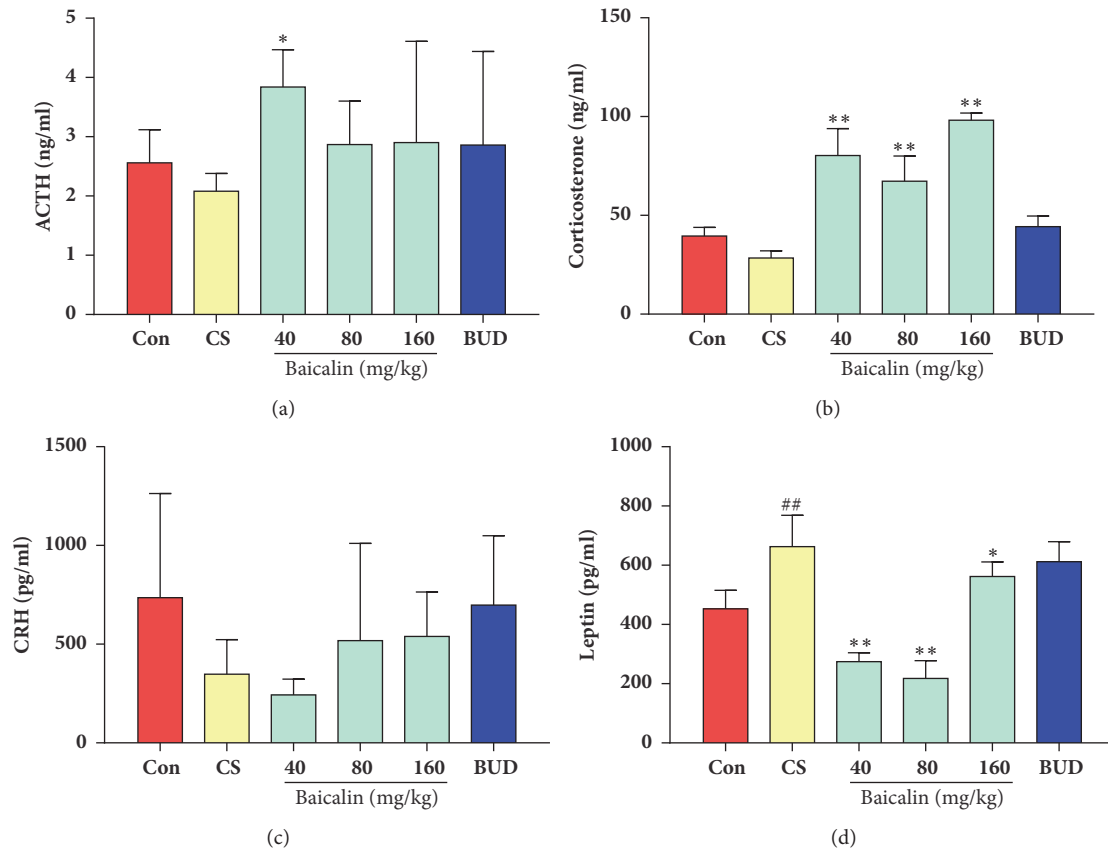 5
4
3
2
1
0
ACTH (ng/ml)
*
Con CS 40 80 160 BUD
Baicalin (mg/kg)
(a)
150
100
50
0
Corticosterone (ng/ml)
** ** **
Con CS 40 80 160 BUD
Baicalin (mg/kg)
(b)
1500
1000
500
0
CRH (pg/ml)
Con CS 40 80 160 BUD
Baicalin (mg/kg)
(c)
1000
800
600
400
200
0
Leptin (pg/ml)
## ** ** *
Con CS 40 80 160 BUD
Baicalin (mg/kg)
(d)